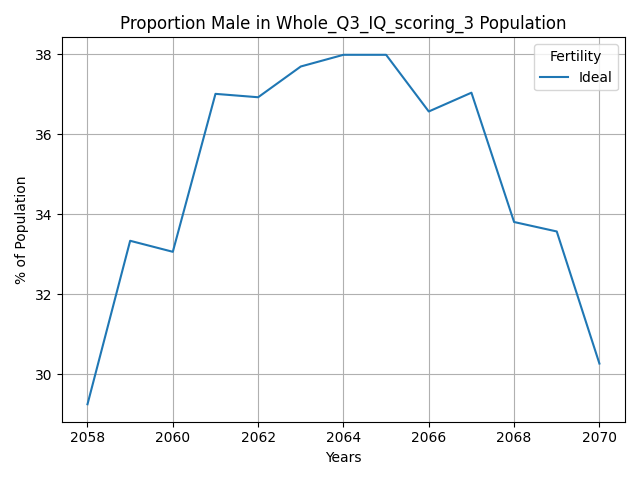 Proportion Male in Whole_Q3_IQ_scoring_3 Population
Fertility
Ideal
% of Population
38
36
34
32
30
2058 2060 2062 2064 2066 2068 2070
Years